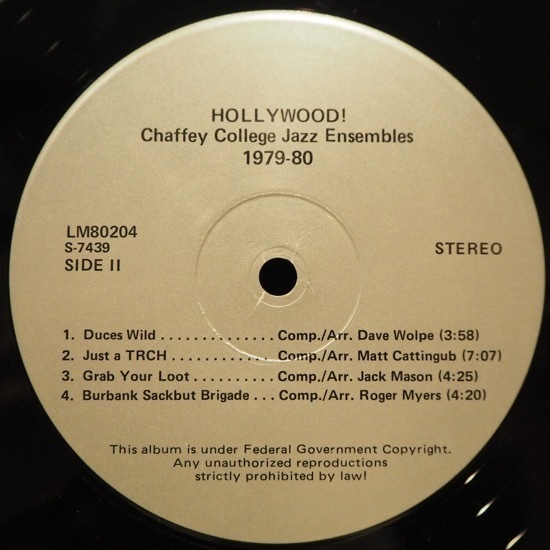 HOLLYWOOD!
Chaffey College Jazz Ensembles
1979-80
LM80204
S-7439
SIDE II
STEREO
1. Duces Wild . . . . . . . . . . . . . . Comp./Arr. Dave Wolpe (3:58)
2. Just a TRCH . . . . . . . . . . . . . Comp./Arr. Matt Cattingub (7:07)
3. Grab Your Loot . . . . . . . . . . Comp./Arr. Jack Mason (4:25)
4. Burbank Sackbut Brigade . . . Comp./Arr. Roger Myers (4:20)
This album is under Federal Government Copyright.
Any unauthorized reproductions
strictly prohibited by law!